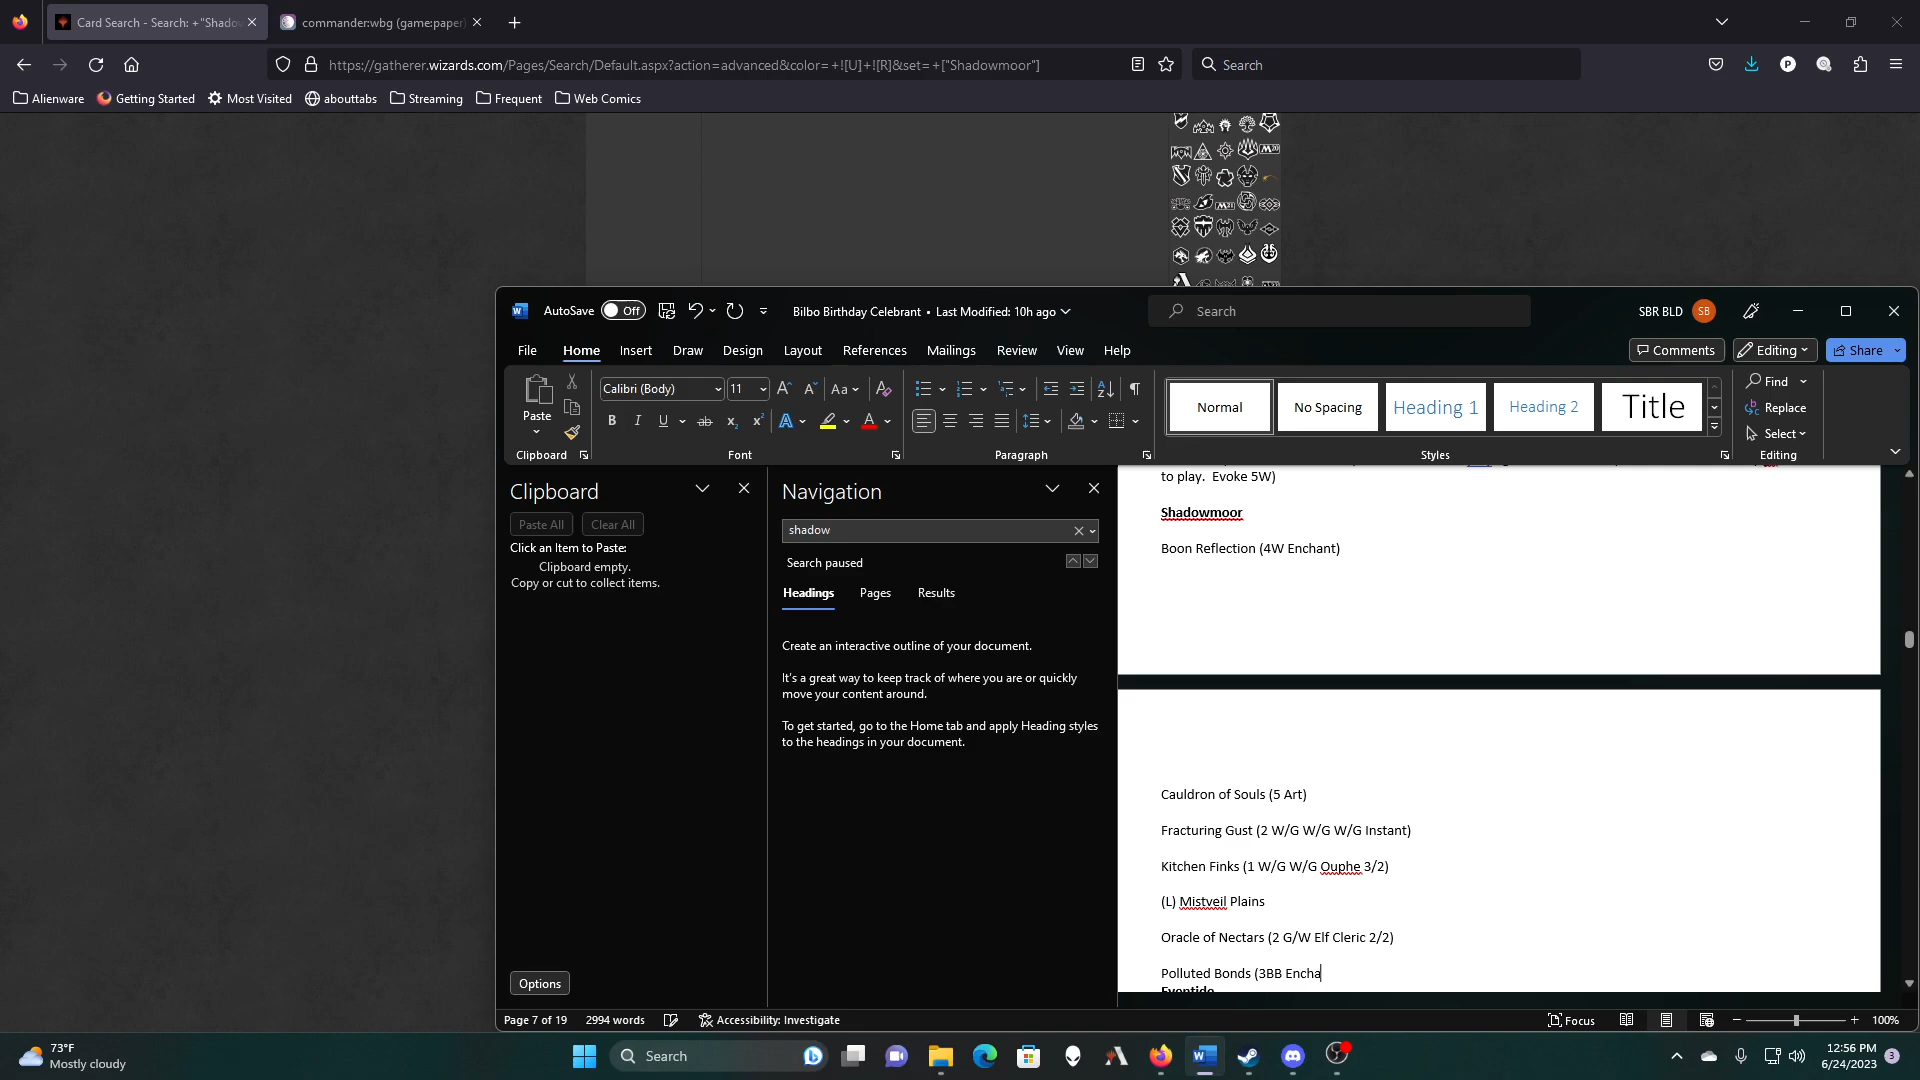 Card Search - Search: +"Shadow
commander:wbg (game:paper)
https://gatherer.wizards.com/Pages/Search/Default.aspx?action=advanced&color=+![U]+![R]&set=+["Shadowmoor"]
Search
Alienware
Getting Started
Most Visited
abouttabs
Streaming
Frequent
Web Comics
AutoSave
Off
Bilbo Birthday Celebrant • Last Modified: 10h ago
Search
SBR BLD
SB
File
Home
Insert
Draw
Design
Layout
References
Mailings
Review
View
Help
Comments
Editing
Share
Paste
Calibri (Body)
11
Normal
No Spacing
Heading 1
Heading 2
Title
Find
Replace
Select
Clipboard
Font
Paragraph
Styles
Editing
Clipboard
Paste All
Clear All
Click an Item to Paste:
Clipboard empty.
Copy or cut to collect items.
Options
Navigation
shadow
Search paused
Headings
Pages
Results
Create an interactive outline of your document.
It's a great way to keep track of where you are or quickly
move your content around.
To get started, go to the Home tab and apply Heading styles
to the headings in your document.
to play.  Evoke 5W)
Shadowmoor
Boon Reflection (4W Enchant)
Cauldron of Souls (5 Art)
Fracturing Gust (2 W/G W/G W/G Instant)
Kitchen Finks (1 W/G W/G Ouphe 3/2)
(L) Mistveil Plains
Oracle of Nectars (2 G/W Elf Cleric 2/2)
Polluted Bonds (3BB Encha
Eventide
Page 7 of 19
2994 words
Accessibility: Investigate
Focus
100%
73°F
Mostly cloudy
Search
12:56 PM
6/24/2023
3